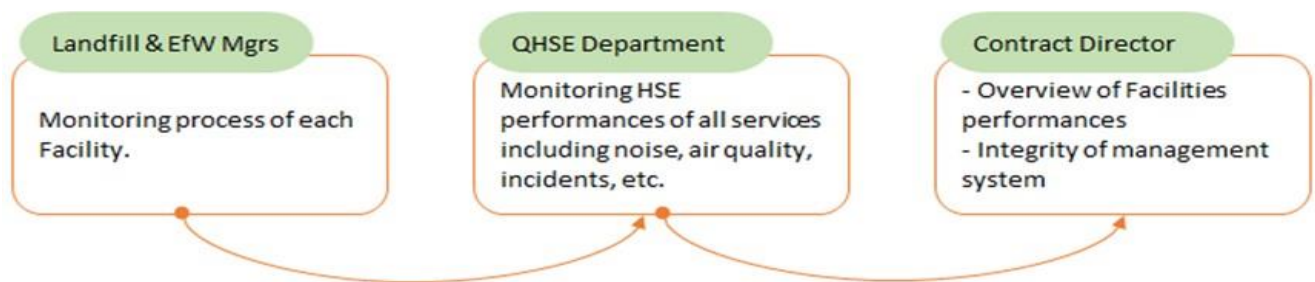 Landfill & EfW Mgrs
Monitoring process of each
Facility.
QHSE Department
Monitoring HSE
performances of all services
including noise, air quality,
incidents, etc.
Contract Director
- Overview of Facilities
performances
- Integrity of management
system